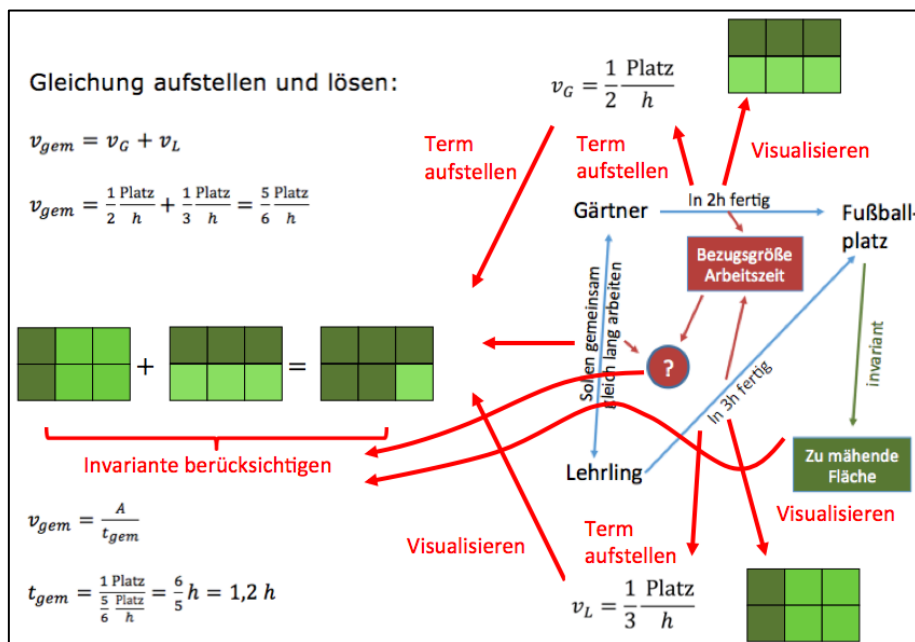 Gleichung aufstellen und lösen:
v_gem = v_G + v_L
v_gem = 1/2 Platz/h + 1/3 Platz/h = 5/6 Platz/h
+
=
Invariante berücksichtigen
v_gem = A/t_gem
t_gem = 1 Platz / (5/6 Platz/h) = 6/5 h = 1,2 h
v_G = 1/2 Platz/h
Term
aufstellen
Term
aufstellen
Visualisieren
Gärtner
In 2h fertig
Fußball-
platz
Bezugsgröße
Arbeitszeit
Sollen gemeinsam
gleich lang arbeiten
?
In 3h fertig
invariant
Lehrling
Zu mähende
Fläche
Visualisieren
Term
aufstellen
Visualisieren
v_L = 1/3 Platz/h